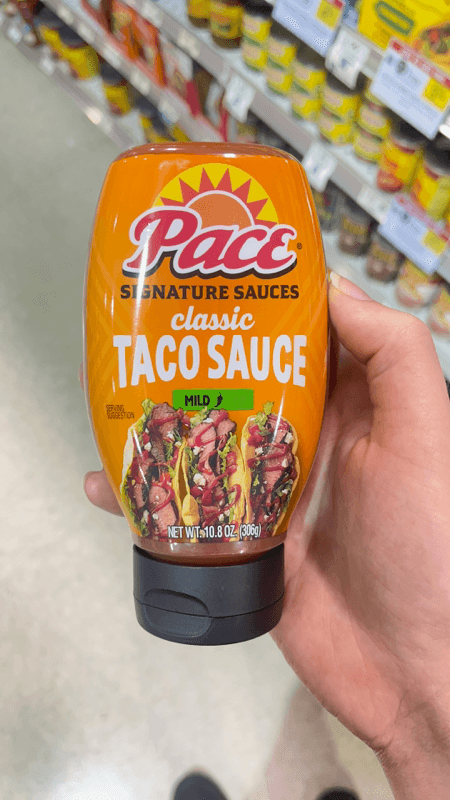 Pace®
SIGNATURE SAUCES
classic
TACO SAUCE
MILD
SERVING
SUGGESTION
NET WT. 10.8 OZ. (306g)